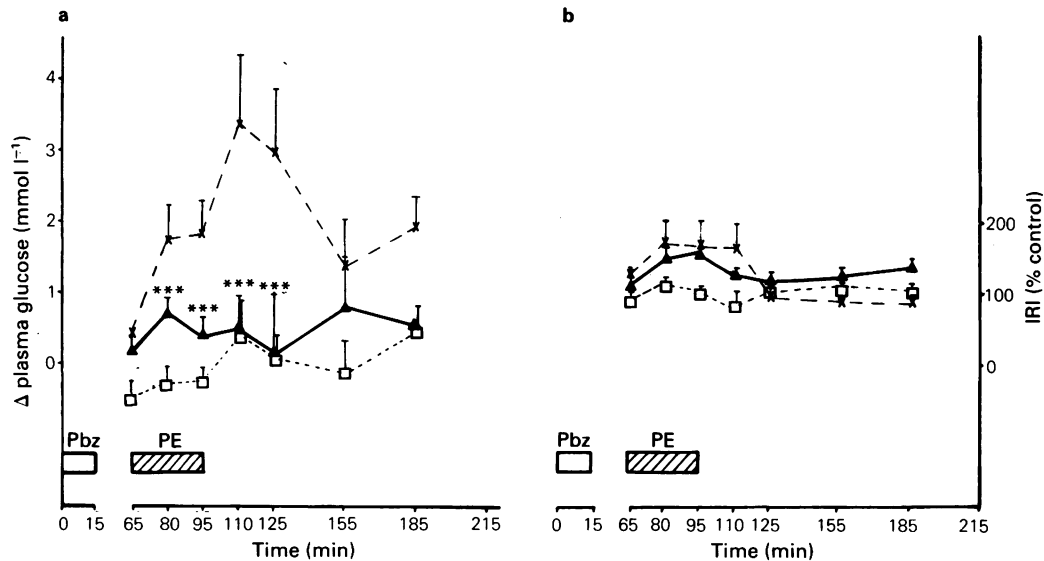 a
4
3
2
1
0
Δ plasma glucose (mmol l⁻¹)
***
***
***
***
Pbz
PE
0 15 65 80 95 110 125 155 185 215
Time (min)
b
200
100
0
IRI (% control)
Pbz
PE
0 15 65 80 95 110 125 155 185 215
Time (min)